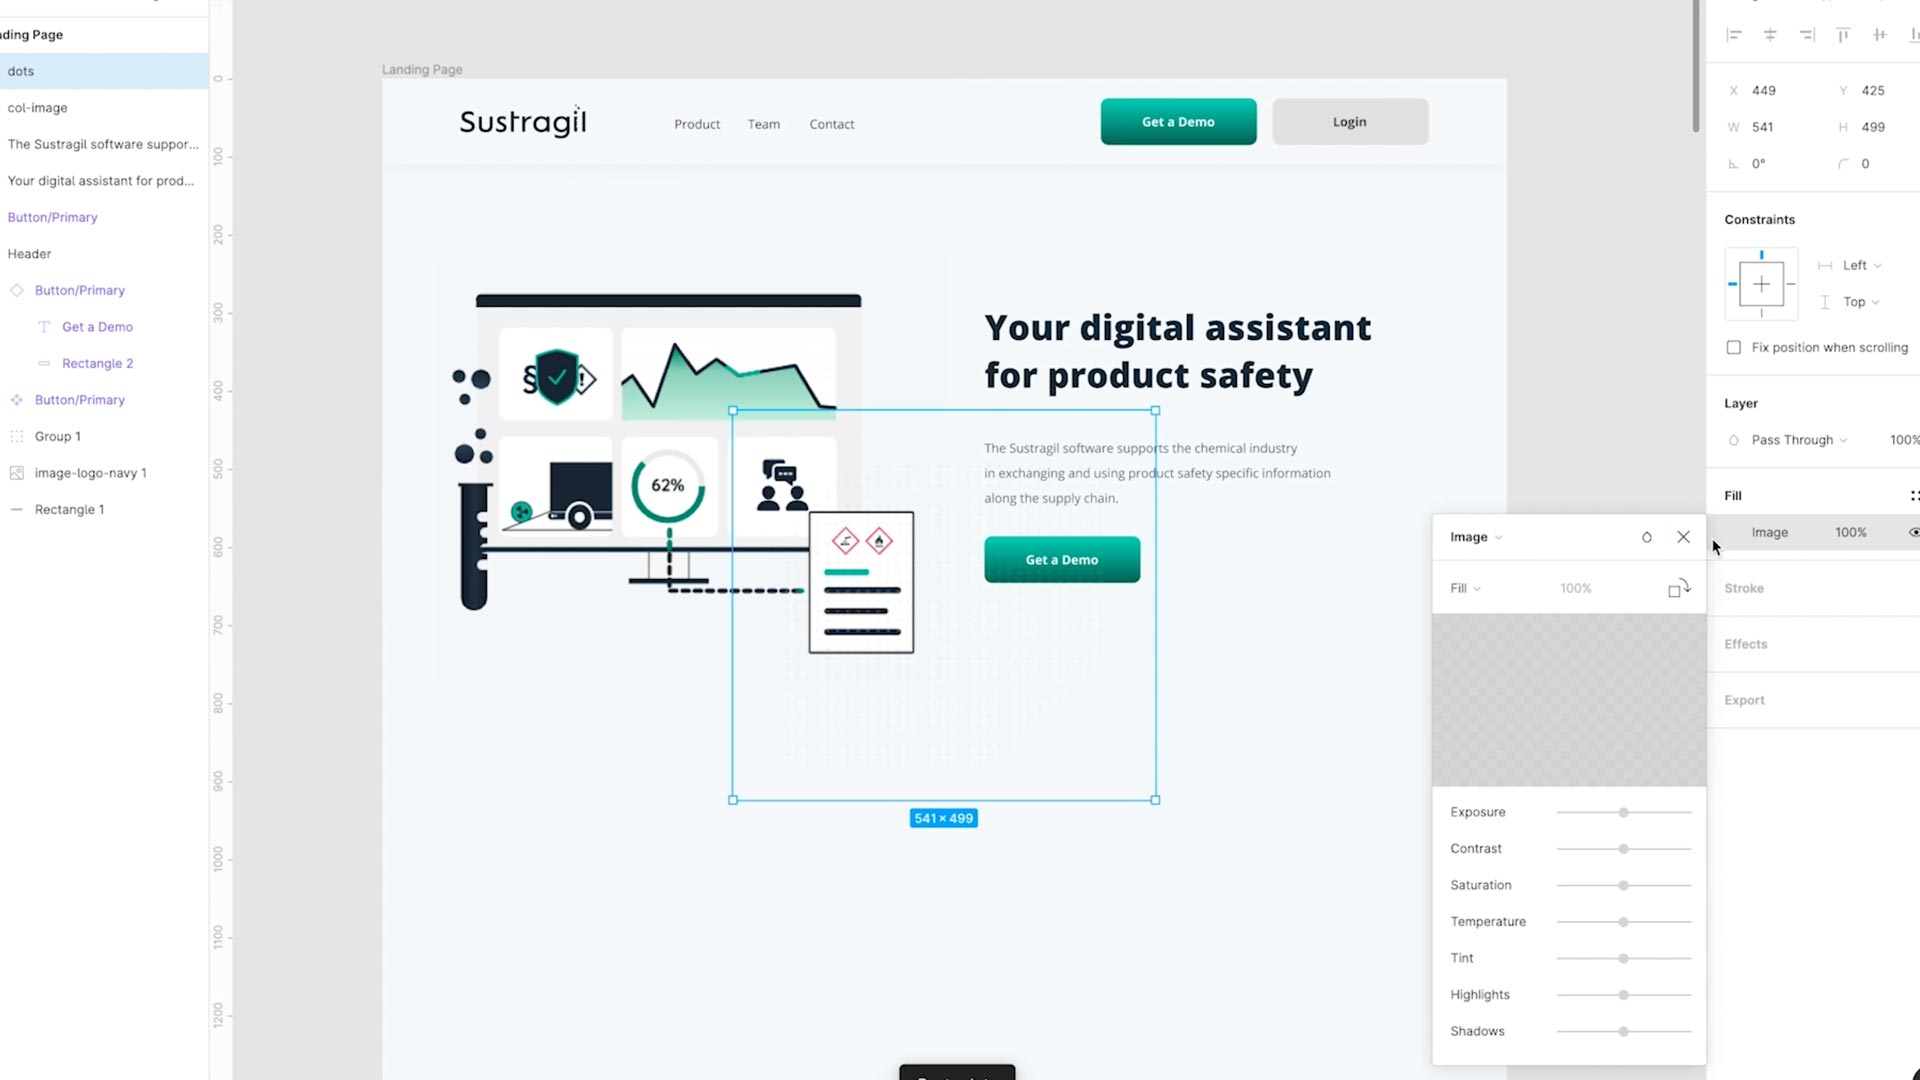 ding Page
dots
col-image
The Sustragil software suppor...
Your digital assistant for prod...
Button/Primary
Header
Button/Primary
Get a Demo
Rectangle 2
Button/Primary
Group 1
image-logo-navy 1
Rectangle 1
0
100
200
300
400
500
600
700
800
900
1000
1100
1200
Landing Page
Sustragil
Product
Team
Contact
Get a Demo
Login
§
!
62%
Your digital assistant
for product safety
The Sustragil software supports the chemical industry
in exchanging and using product safety specific information
along the supply chain.
Get a Demo
541 × 499
Image
Fill
100%
Exposure
Contrast
Saturation
Temperature
Tint
Highlights
Shadows
X 449
Y 425
W 541
H 499
0°
0
Constraints
Left
Top
Fix position when scrolling
Layer
Pass Through
100%
Fill
Image
100%
Stroke
Effects
Export